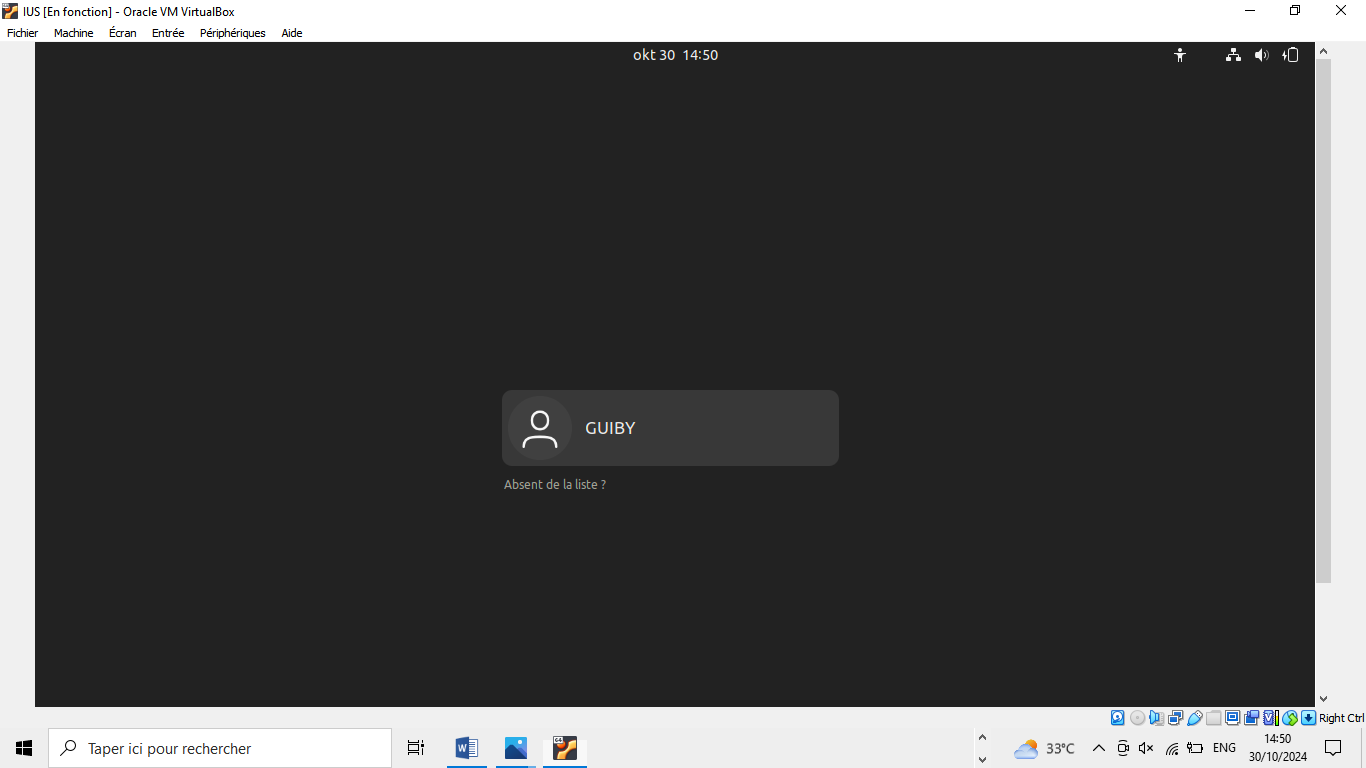 IUS [En fonction] - Oracle VM VirtualBox
Fichier Machine Écran Entrée Périphériques Aide
okt 30 14:50
GUIBY
Absent de la liste ?
Right Ctrl
Taper ici pour rechercher
33°C
ENG
14:50
30/10/2024